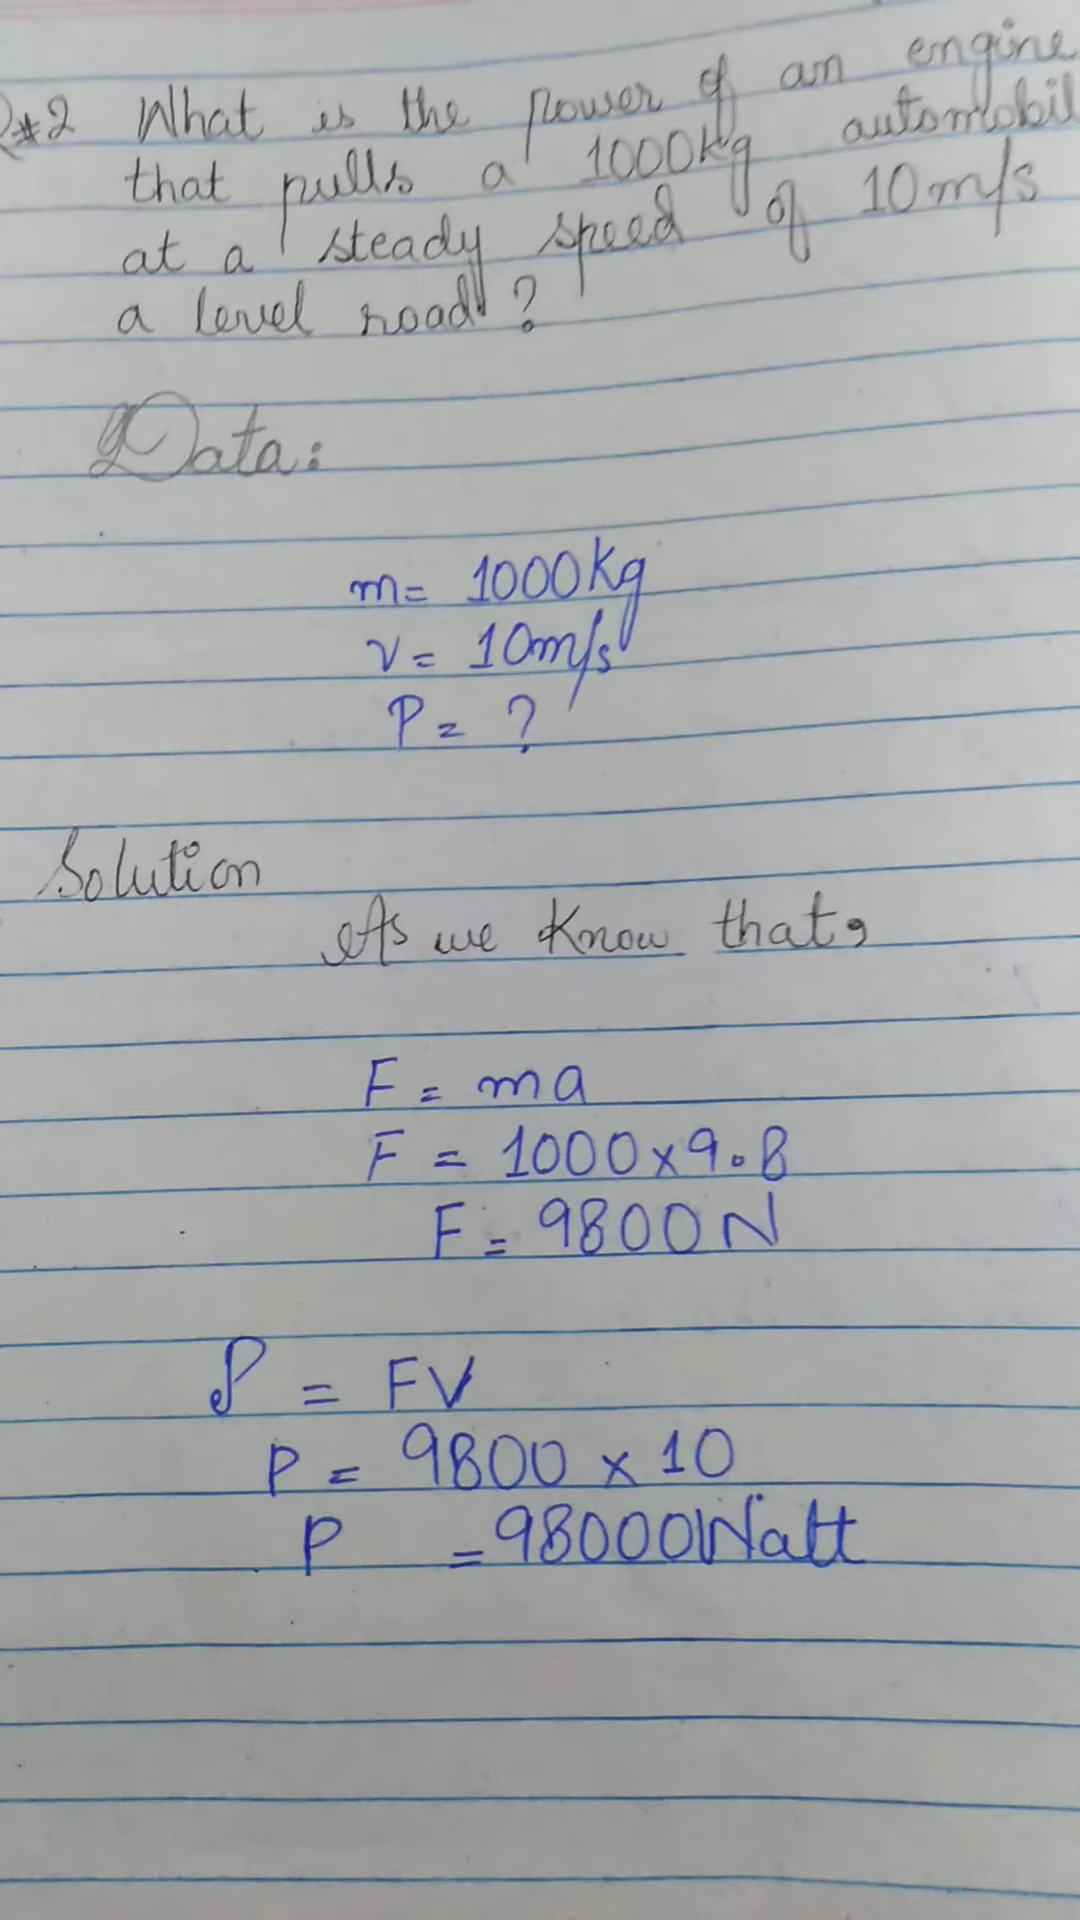 Q#2 What is the power of an engine
that pulls a 1000kg automobil
at a steady speed of 10m/s
a level road ?
Data:
m= 1000kg
v= 10m/s
P= ?
Solution
As we know that,
F = ma
F = 1000×9.8
F= 9800N
P = FV
P = 9800 × 10
P =98000Watt